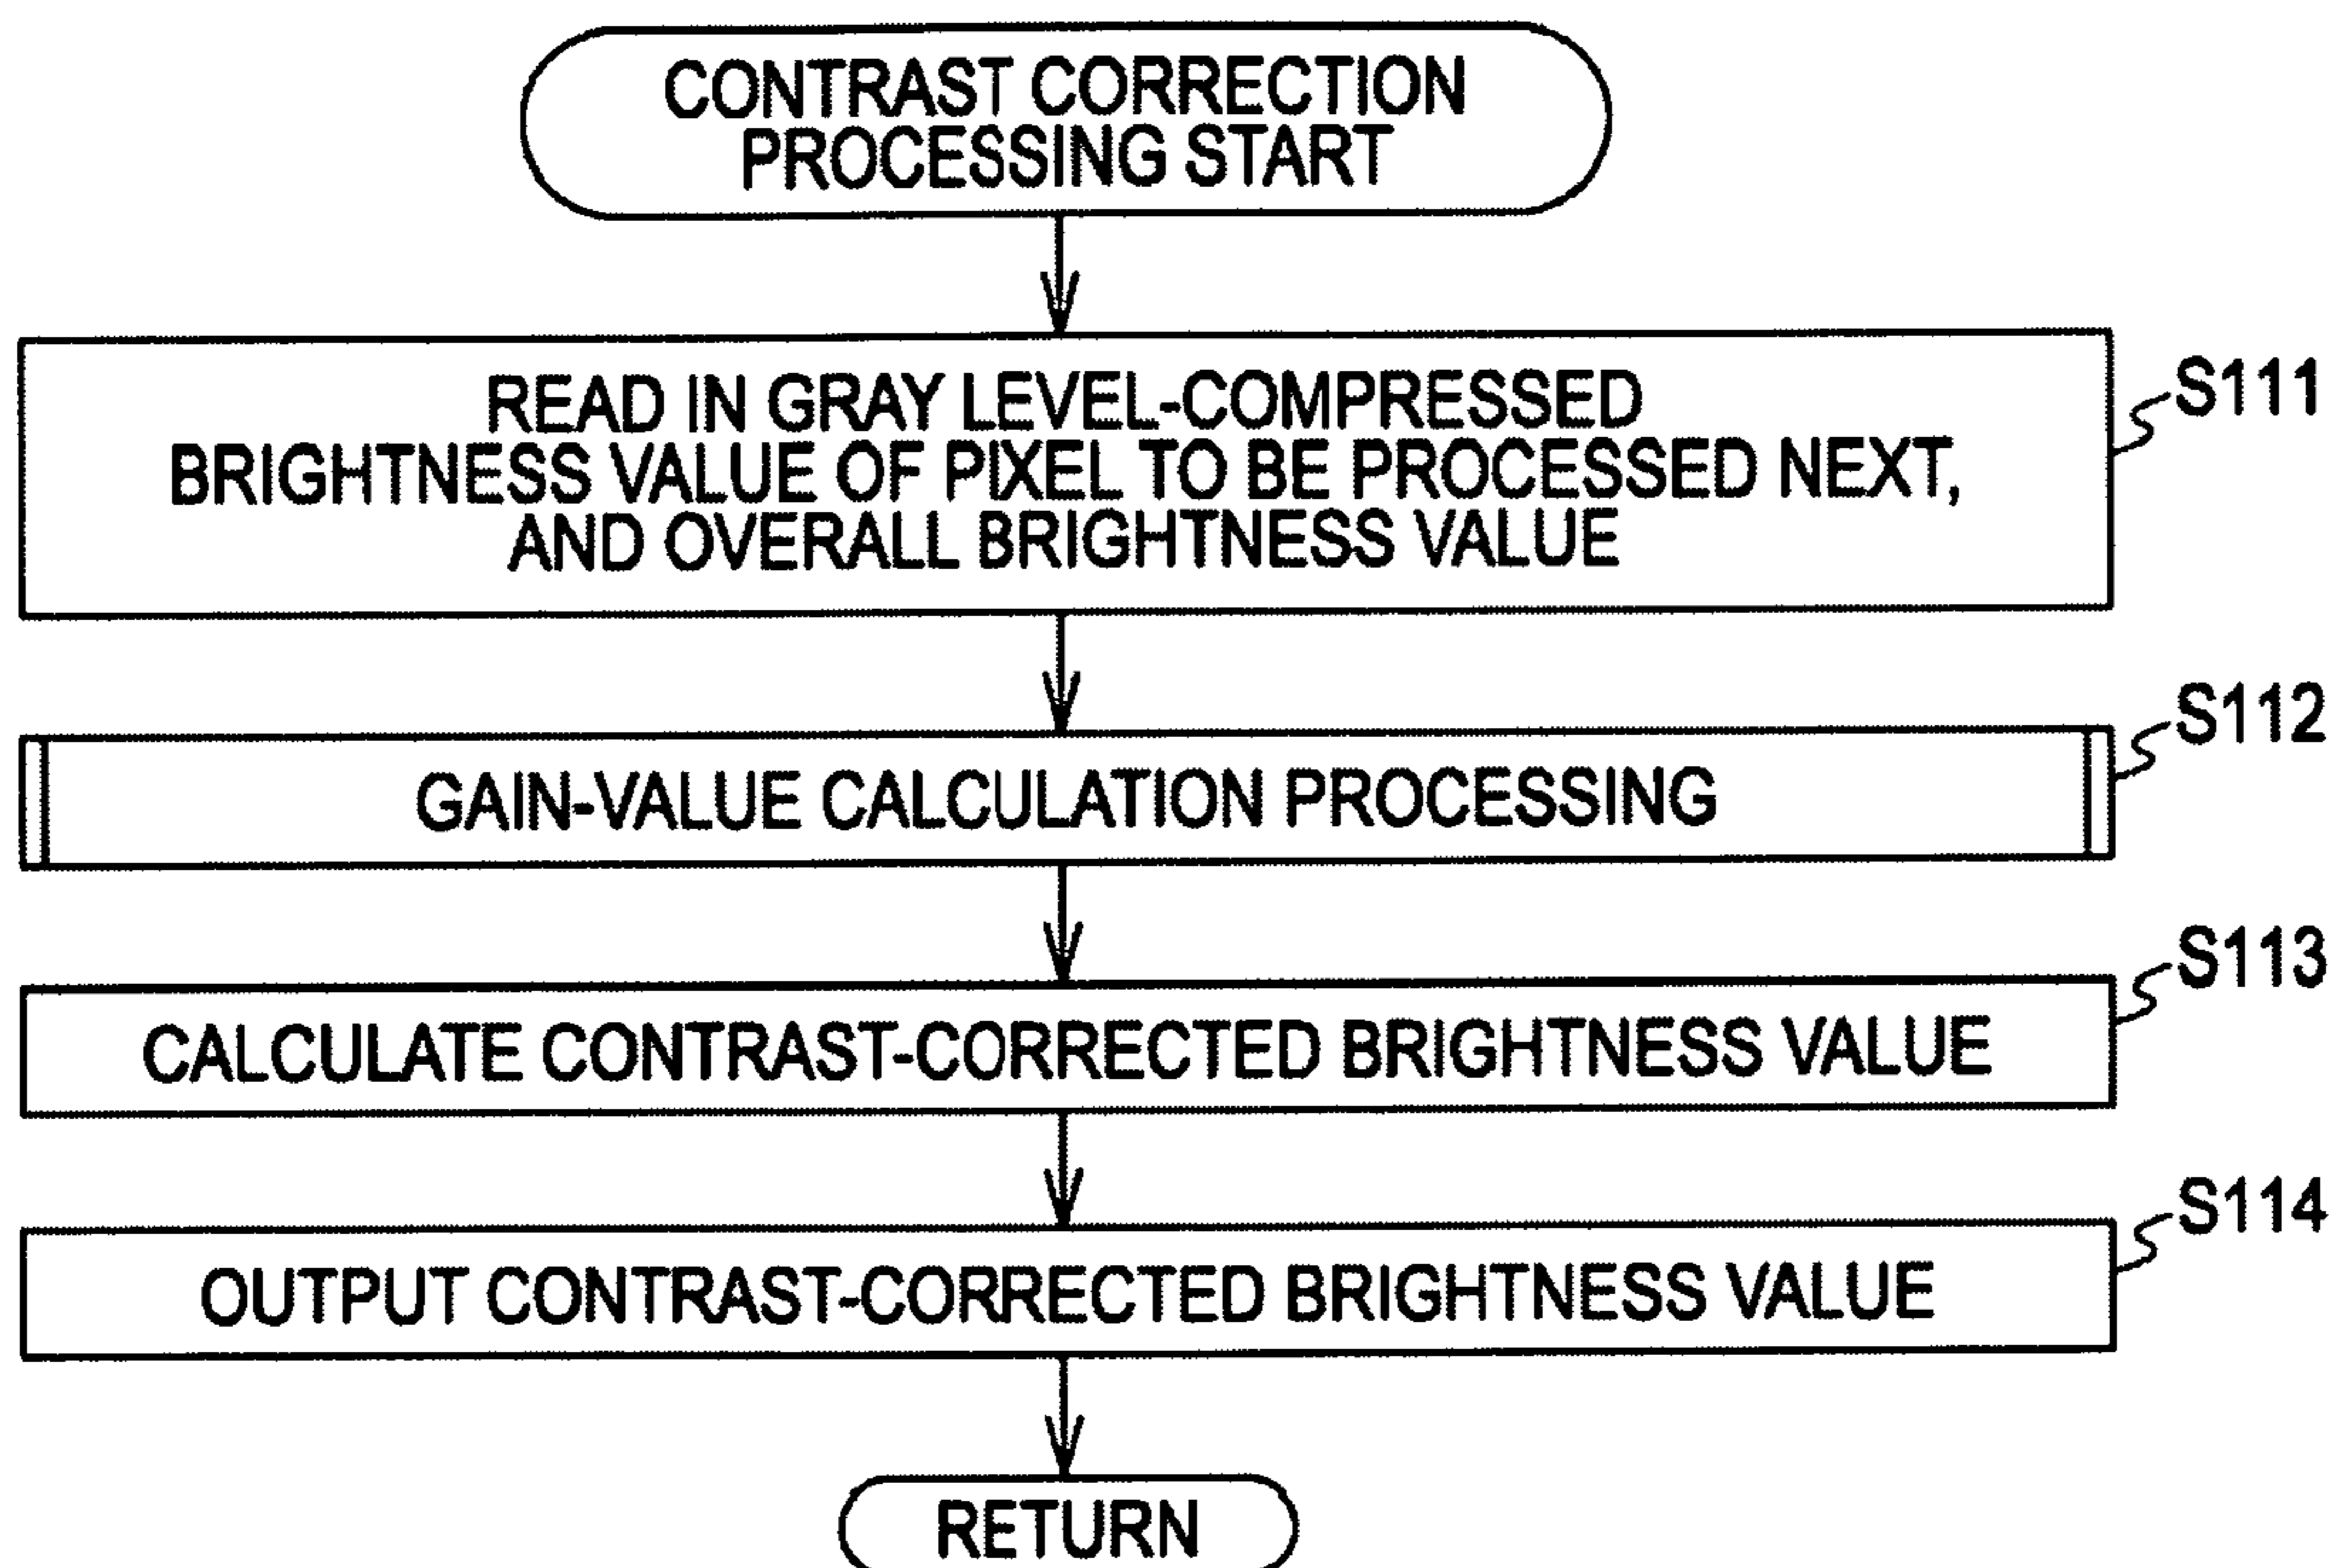 CONTRAST CORRECTION
PROCESSING START
READ IN GRAY LEVEL-COMPRESSED
BRIGHTNESS VALUE OF PIXEL TO BE PROCESSED NEXT,
AND OVERALL BRIGHTNESS VALUE
S111
GAIN-VALUE CALCULATION PROCESSING
S112
CALCULATE CONTRAST-CORRECTED BRIGHTNESS VALUE
S113
OUTPUT CONTRAST-CORRECTED BRIGHTNESS VALUE
S114
RETURN